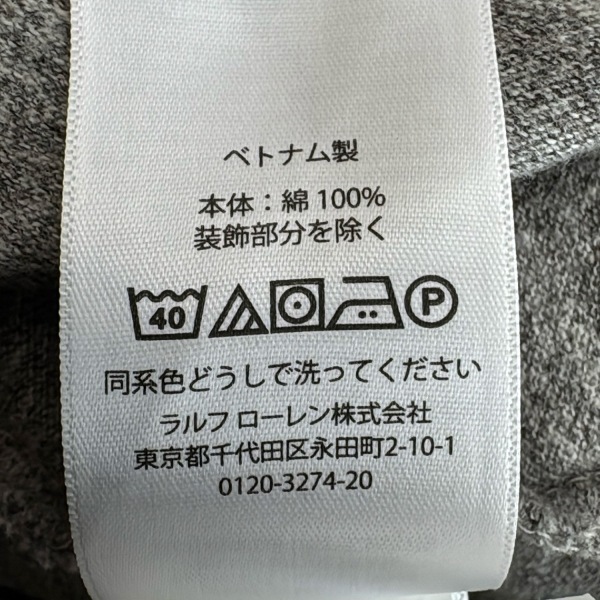 ベトナム製
本体：綿 100%
装飾部分を除く
40 P
同系色どうしで洗ってください
ラルフ ローレン株式会社
東京都千代田区永田町2-10-1
0120-3274-20